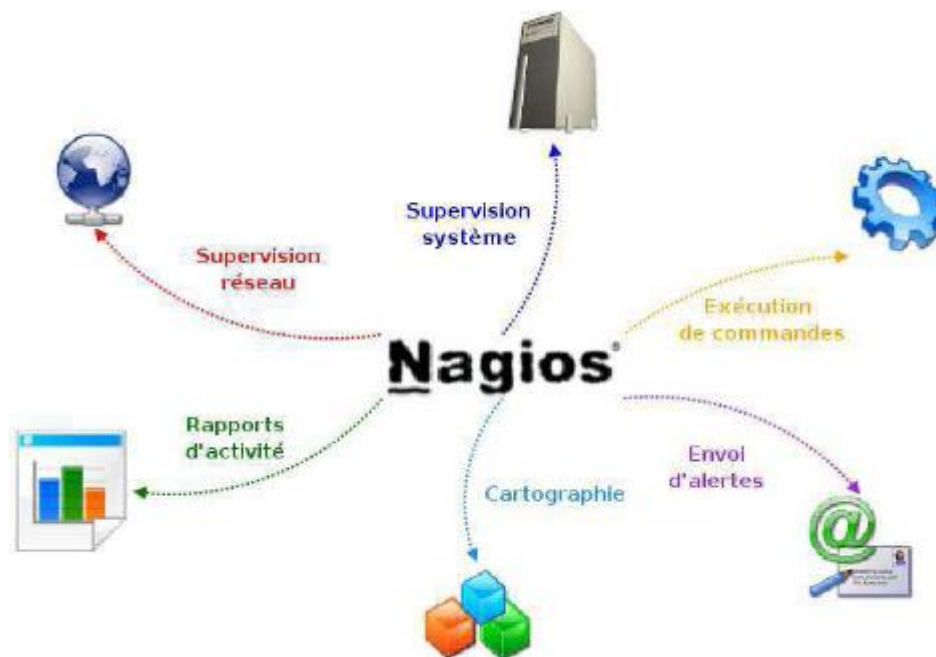 Supervision
système
Supervision
réseau
Exécution
de commandes
Nagios®
Rapports
d'activité
Envoi
d'alertes
Cartographie
@